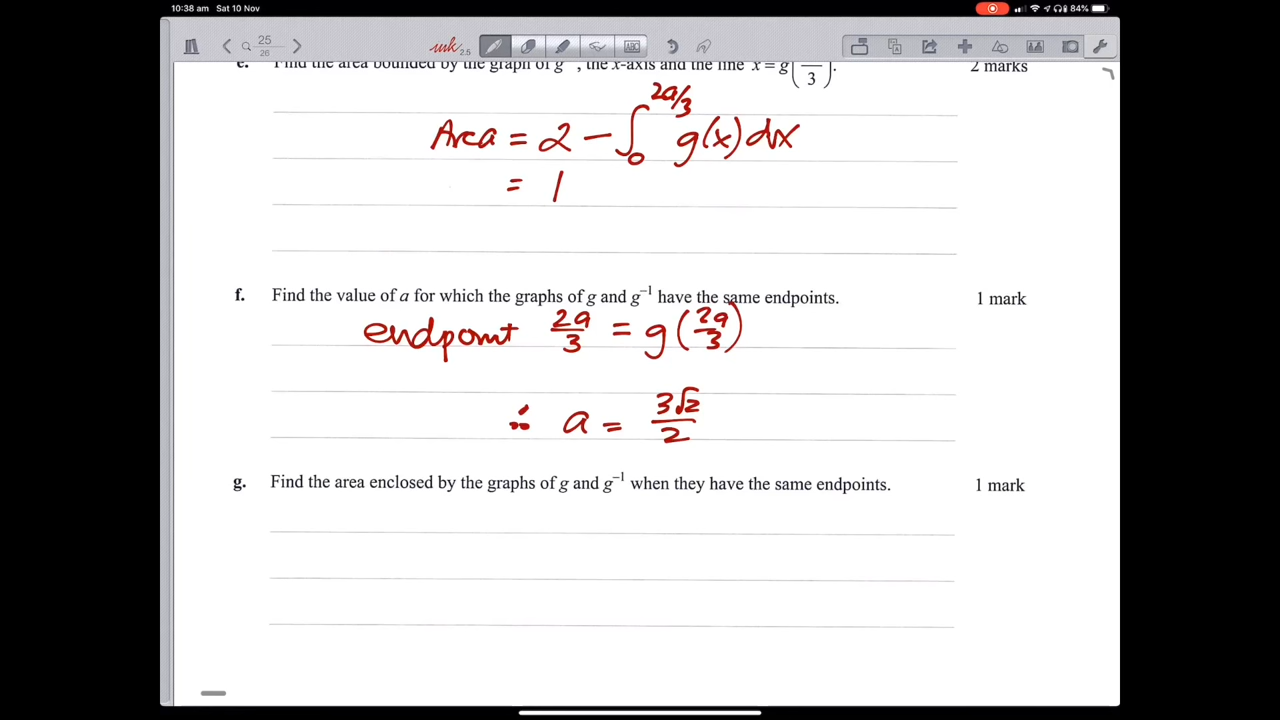 10:38 am Sat 10 Nov 84%
25
26
2.5
ABC
e. Find the area bounded by the graph of g , the x-axis and the line x = g( /3). 2 marks
Area = 2 − ∫₀^(2a/3) g(x) dx
= 1
f. Find the value of a for which the graphs of g and g⁻¹ have the same endpoints. 1 mark
endpoint 2a/3 = g(2a/3)
∴ a = 3√2/2
g. Find the area enclosed by the graphs of g and g⁻¹ when they have the same endpoints. 1 mark